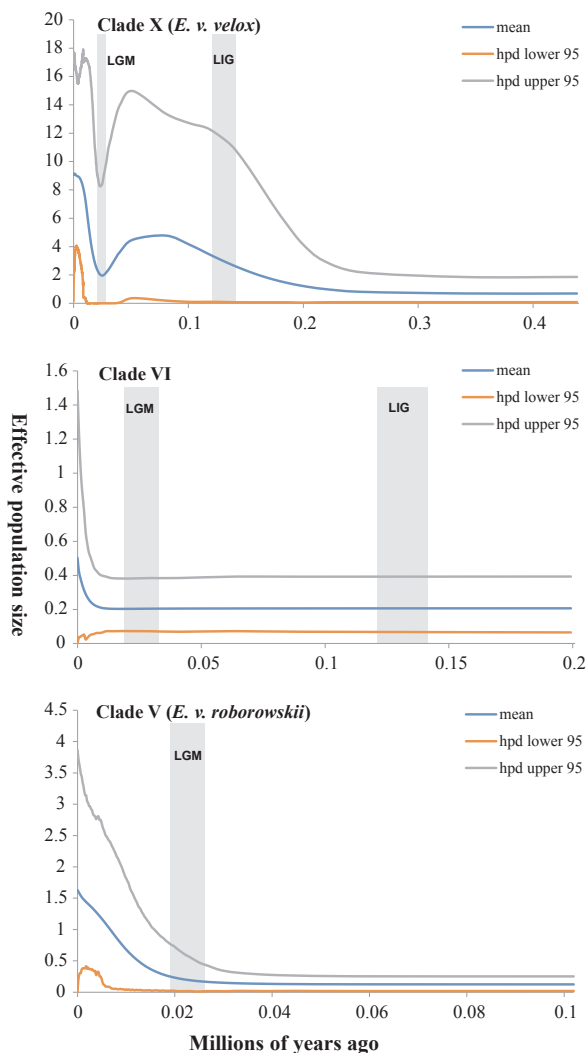 Clade X (E. v. velox)
mean
hpd lower 95
hpd upper 95
LGM
LIG
20
18
16
14
12
10
8
6
4
2
0
0 0.1 0.2 0.3 0.4
Clade VI
mean
hpd lower 95
hpd upper 95
LGM
LIG
1.6
1.4
1.2
1
0.8
0.6
0.4
0.2
0
0 0.05 0.1 0.15 0.2
Effective population size
Clade V (E. v. roborowskii)
mean
hpd lower 95
hpd upper 95
LGM
4.5
4
3.5
3
2.5
2
1.5
1
0.5
0
0 0.02 0.04 0.06 0.08 0.1
Millions of years ago